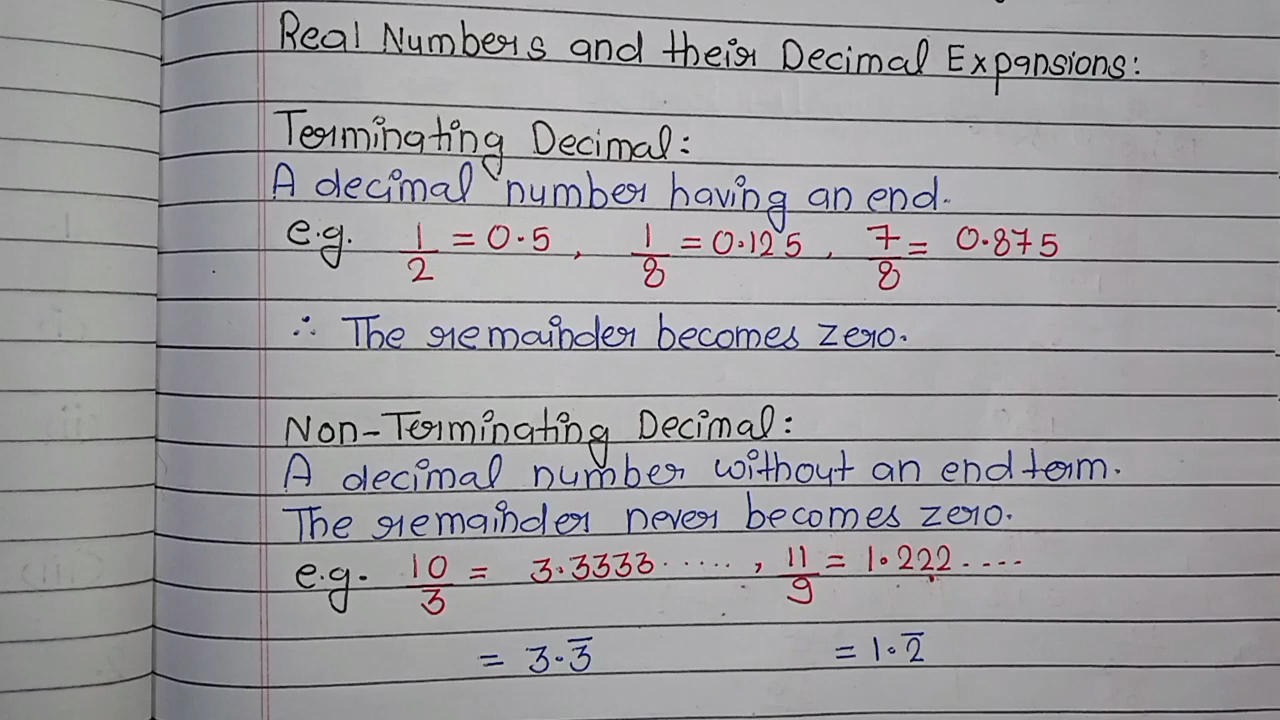 Real Numbers and their Decimal Expansions:
Terminating Decimal:
A decimal number having an end.
e.g. 1/2 = 0.5, 1/8 = 0.125, 7/8 = 0.875
∴ The remainder becomes zero.
Non-Terminating Decimal:
A decimal number without an end term.
The remainder never becomes zero.
e.g. 10/3 = 3.3333......, 11/9 = 1.222....
= 3.3̅ = 1.2̅